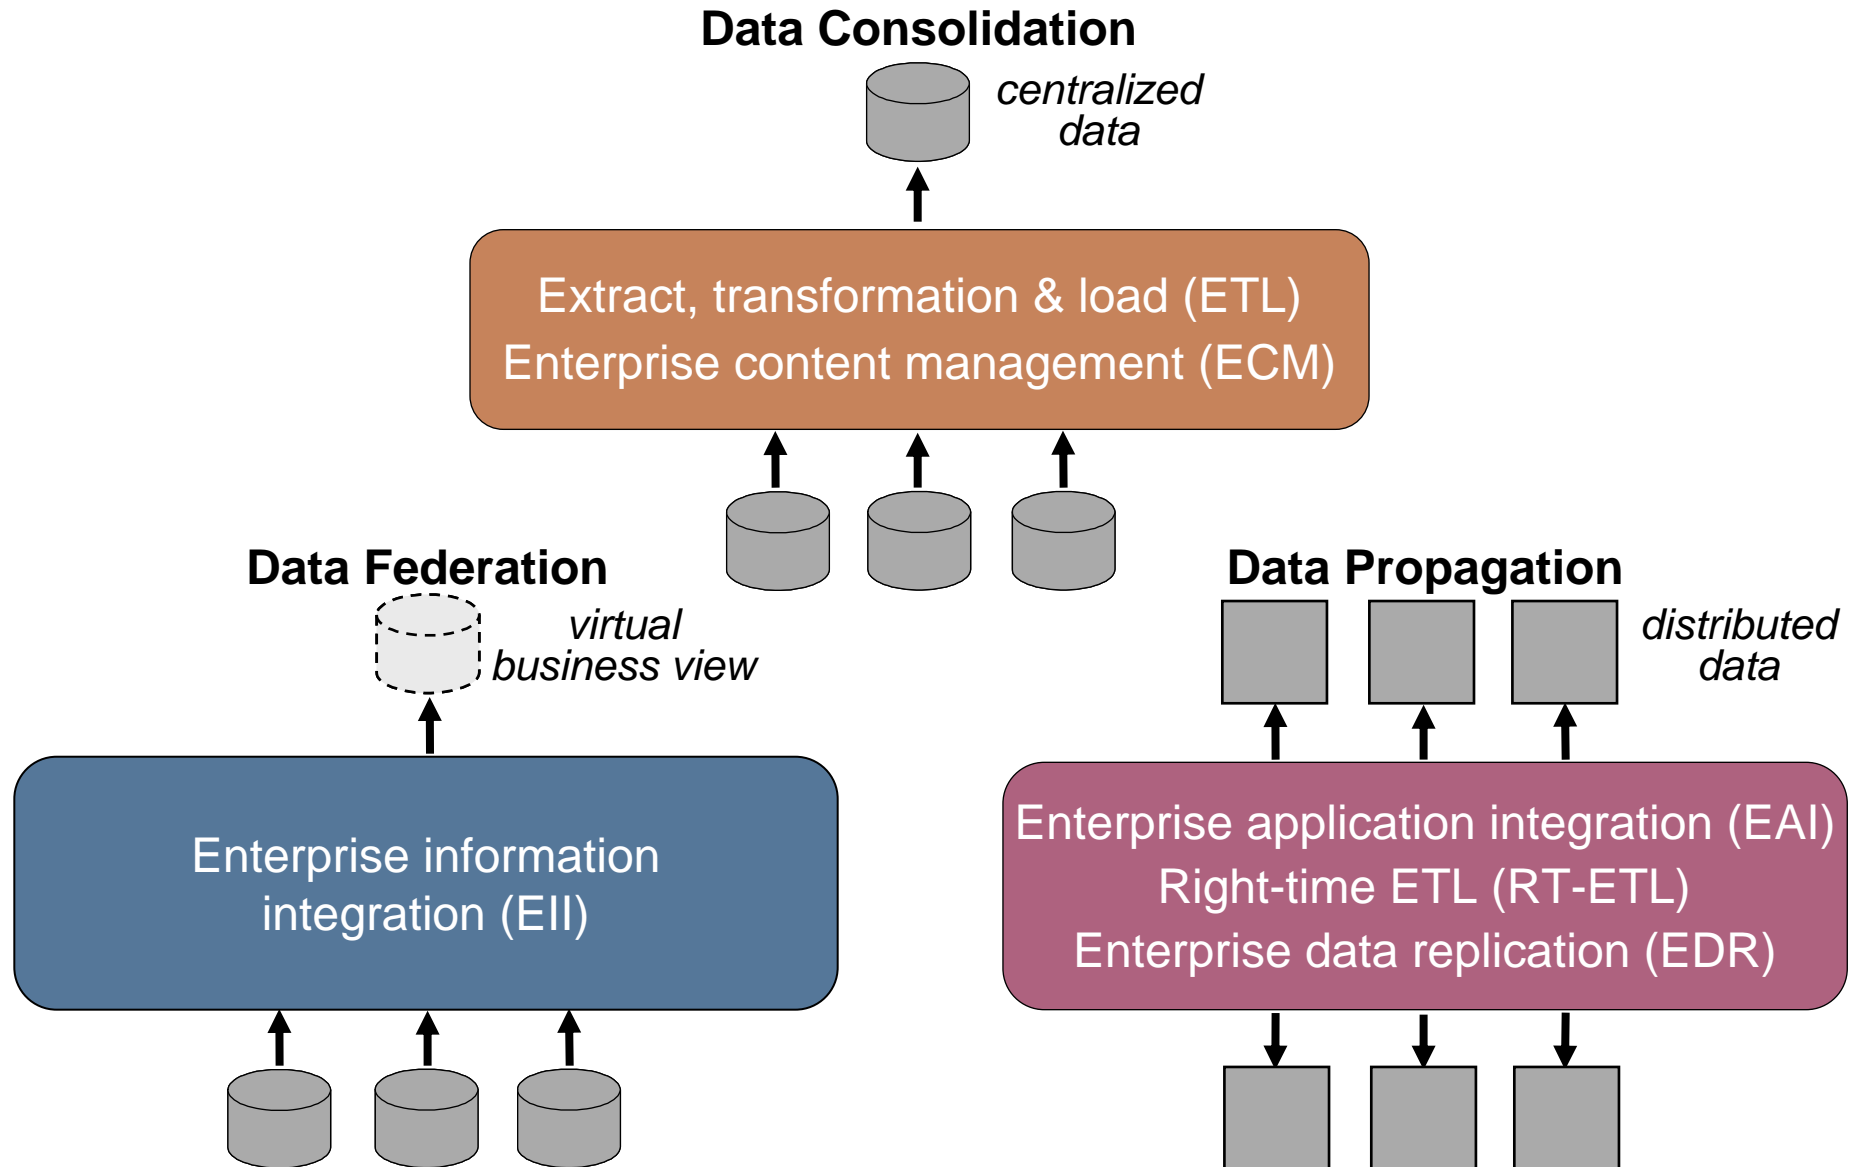 Data Consolidation
centralized
data
Extract, transformation & load (ETL)
Enterprise content management (ECM)
Data Federation
virtual
business view
Enterprise information
integration (EII)
Data Propagation
distributed
data
Enterprise application integration (EAI)
Right-time ETL (RT-ETL)
Enterprise data replication (EDR)